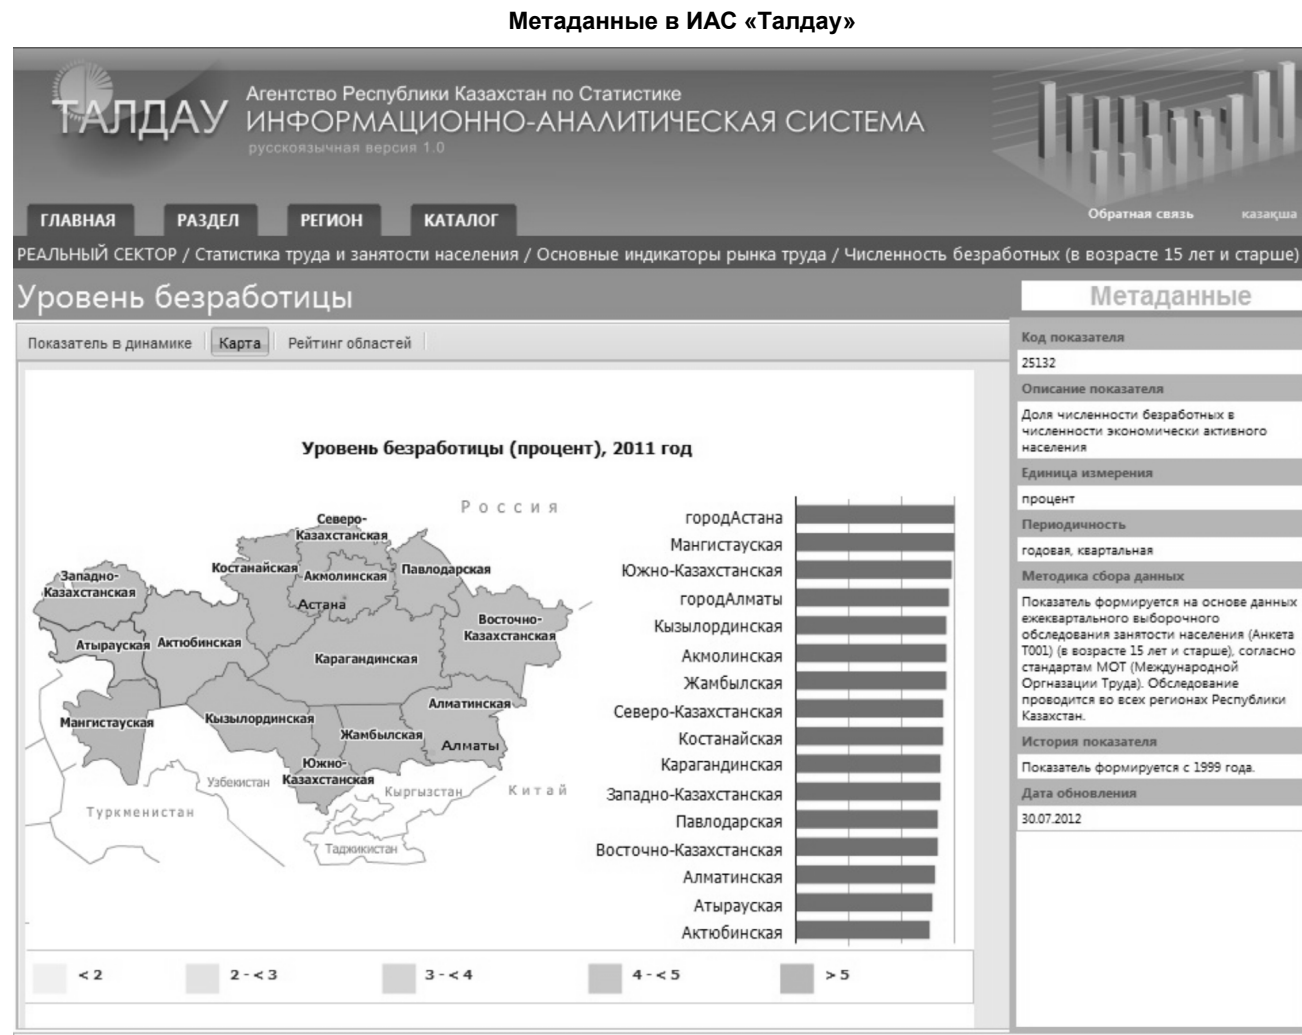 Метаданные в ИАС «Талдау»
ТАЛДАУ
Агентство Республики Казахстан по Статистике
ИНФОРМАЦИОННО-АНАЛИТИЧЕСКАЯ СИСТЕМА
русскоязычная версия 1.0
Обратная связь казақша
ГЛАВНАЯ РАЗДЕЛ РЕГИОН КАТАЛОГ
РЕАЛЬНЫЙ СЕКТОР / Статистика труда и занятости населения / Основные индикаторы рынка труда / Численность безработных (в возрасте 15 лет и старше)
Уровень безработицы
Показатель в динамике Карта Рейтинг областей
Уровень безработицы (процент), 2011 год
Россия
Северо-
Казахстанская
Костанайская
Акмолинская
Павлодарская
Астана
Западно-
Казахстанская
Восточно-
Казахстанская
Атырауская
Актюбинская
Карагандинская
Алматинская
Мангистауская
Кызылординская
Жамбылская
Алматы
Южно-
Казахстанская
Узбекистан
Кыргызстан
Китай
Туркменистан
Таджикистан
городАстана
Мангистауская
Южно-Казахстанская
городАлматы
Кызылординская
Акмолинская
Жамбылская
Северо-Казахстанская
Костанайская
Карагандинская
Западно-Казахстанская
Павлодарская
Восточно-Казахстанская
Алматинская
Атырауская
Актюбинская
< 2 2 - < 3 3 - < 4 4 - < 5 > 5
Метаданные
Код показателя
25132
Описание показателя
Доля численности безработных в
численности экономически активного
населения
Единица измерения
процент
Периодичность
годовая, квартальная
Методика сбора данных
Показатель формируется на основе данных
ежеквартального выборочного
обследования занятости населения (Анкета
Т001) (в возрасте 15 лет и старше), согласно
стандартам МОТ (Международной
Оргназации Труда). Обследование
проводится во всех регионах Республики
Казахстан.
История показателя
Показатель формируется с 1999 года.
Дата обновления
30.07.2012